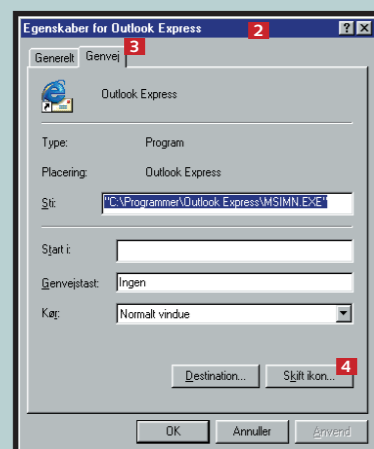 Egenskaber for Outlook Express 2
3
Generelt Genvej
Outlook Express
Type: Program
Placering: Outlook Express
Sti: "C:\Programmer\Outlook Express\MSIMN.EXE"
Start i:
Genvejstast: Ingen
Kør: Normalt vindue
4
Destination... Skift ikon...
OK Annuller Anvend